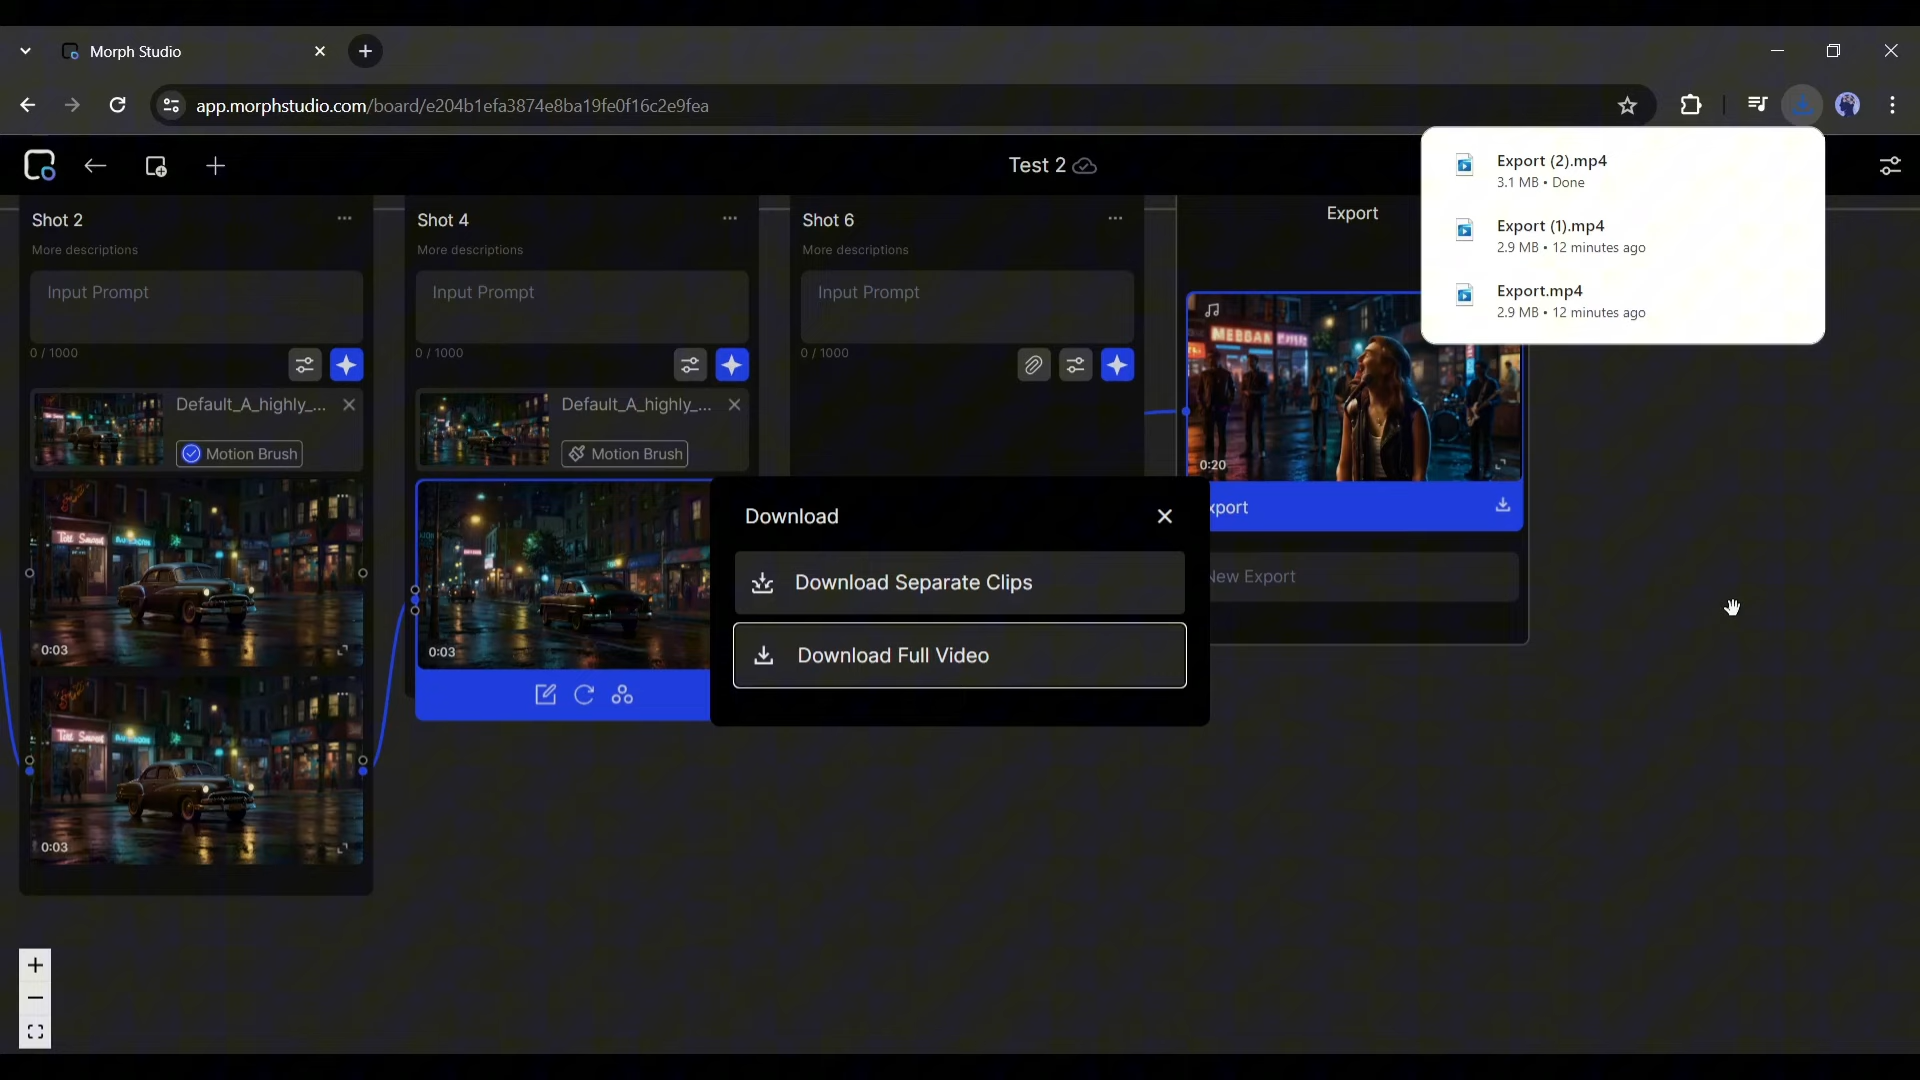 Morph Studio
app.morphstudio.com/board/e204b1efa3874e8ba19fe0f16c2e9fea
Test 2
Export (2).mp4
3.1 MB • Done
Export (1).mp4
2.9 MB • 12 minutes ago
Export.mp4
2.9 MB • 12 minutes ago
Shot 2
More descriptions
Input Prompt
0 / 1000
Default_A_highly_...
Motion Brush
0:03
0:03
Shot 4
More descriptions
Input Prompt
0 / 1000
Default_A_highly_...
Motion Brush
0:03
Shot 6
More descriptions
Input Prompt
0 / 1000
Export
MEBBAN
0:20
xport
New Export
Download
Download Separate Clips
Download Full Video